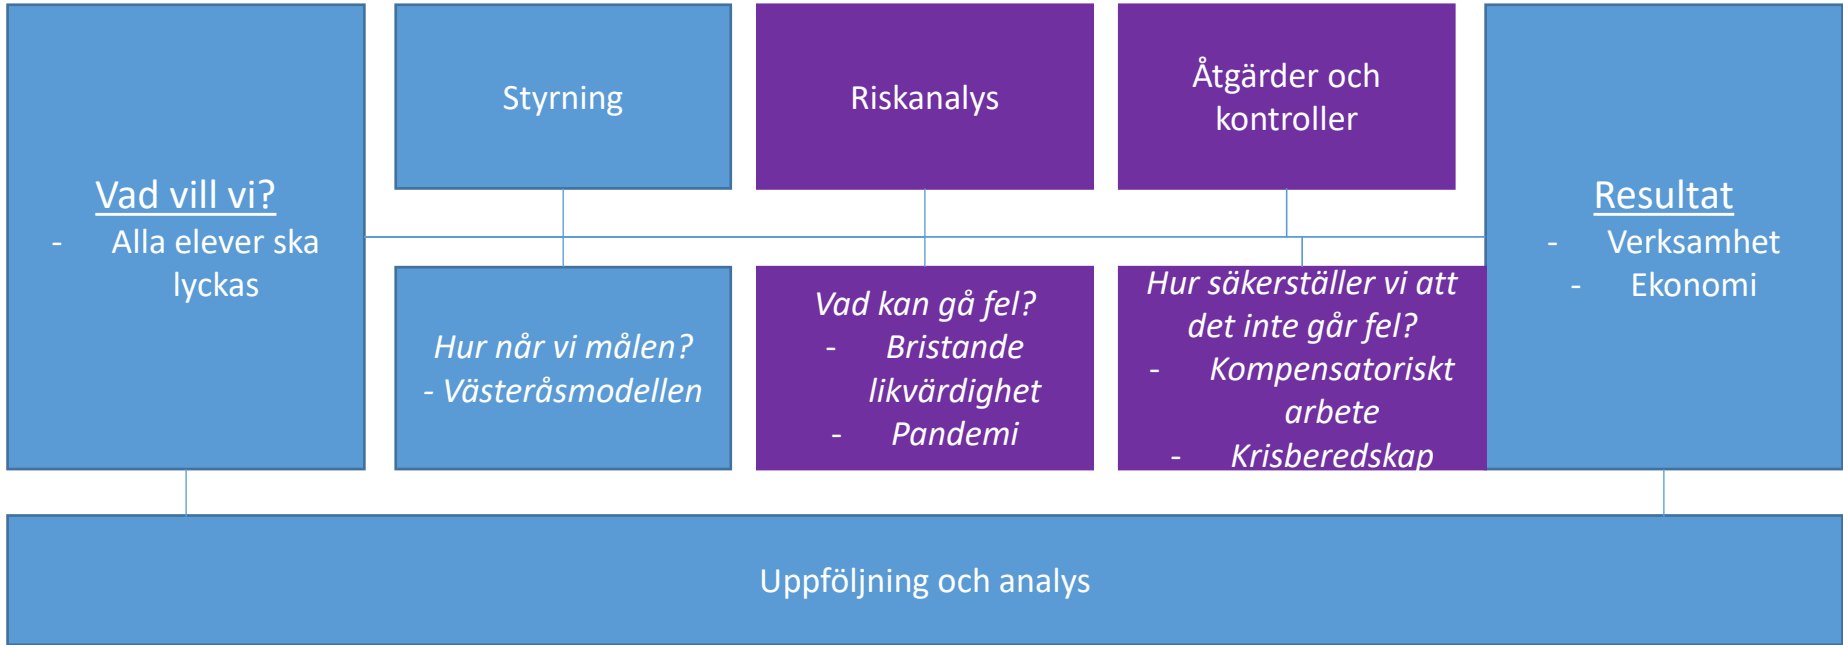 Vad vill vi?
- Alla elever ska
lyckas
Styrning
Hur når vi målen?
- Västeråsmodellen
Riskanalys
Vad kan gå fel?
- Bristande
likvärdighet
- Pandemi
Åtgärder och
kontroller
Hur säkerställer vi att
det inte går fel?
- Kompensatoriskt
arbete
- Krisberedskap
Resultat
- Verksamhet
- Ekonomi
Uppföljning och analys